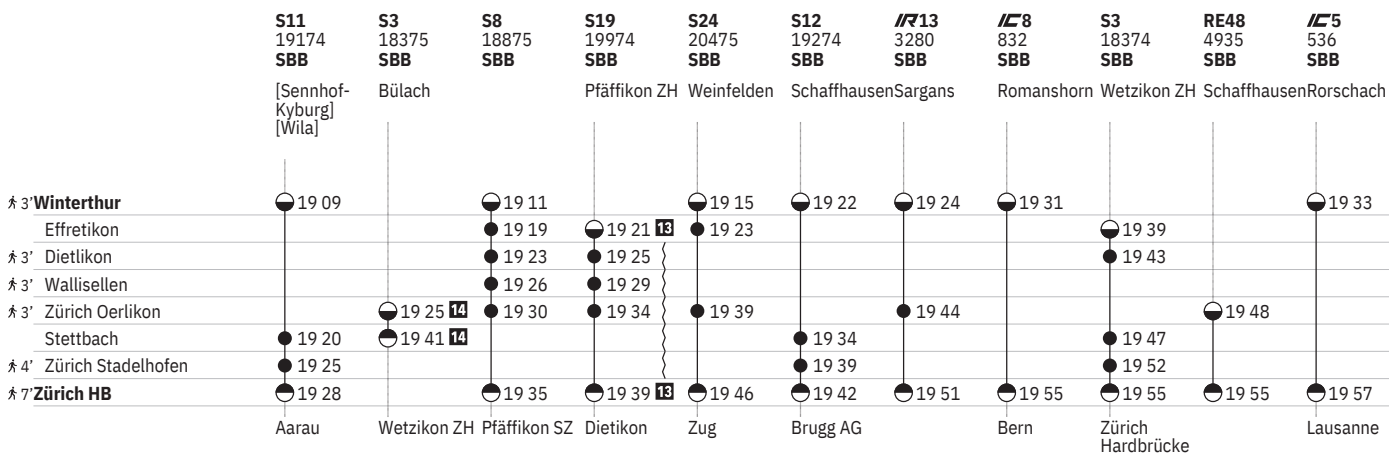 S11 S3 S8 S19 S24 S12 IR13 IC8 S3 RE48 IC5
19174 18375 18875 19974 20475 19274 3280 832 18374 4935 536
SBB SBB SBB SBB SBB SBB SBB SBB SBB SBB SBB
[Sennhof- Bülach Pfäffikon ZH Weinfelden Schaffhausen Sargans Romanshorn Wetzikon ZH Schaffhausen Rorschach
Kyburg]
[Wila]
3' Winterthur 19 09 19 11 19 15 19 22 19 24 19 31 19 33
Effretikon 19 19 19 21 13 19 23 19 39
3' Dietlikon 19 23 19 25 19 43
3' Wallisellen 19 26 19 29
3' Zürich Oerlikon 19 25 14 19 30 19 34 19 39 19 44 19 48
Stettbach 19 20 19 41 14 19 34 19 47
4' Zürich Stadelhofen 19 25 19 39 19 52
7' Zürich HB 19 28 19 35 19 39 13 19 46 19 42 19 51 19 55 19 55 19 55 19 57
Aarau Wetzikon ZH Pfäffikon SZ Dietikon Zug Brugg AG Bern Zürich Lausanne
Hardbrücke